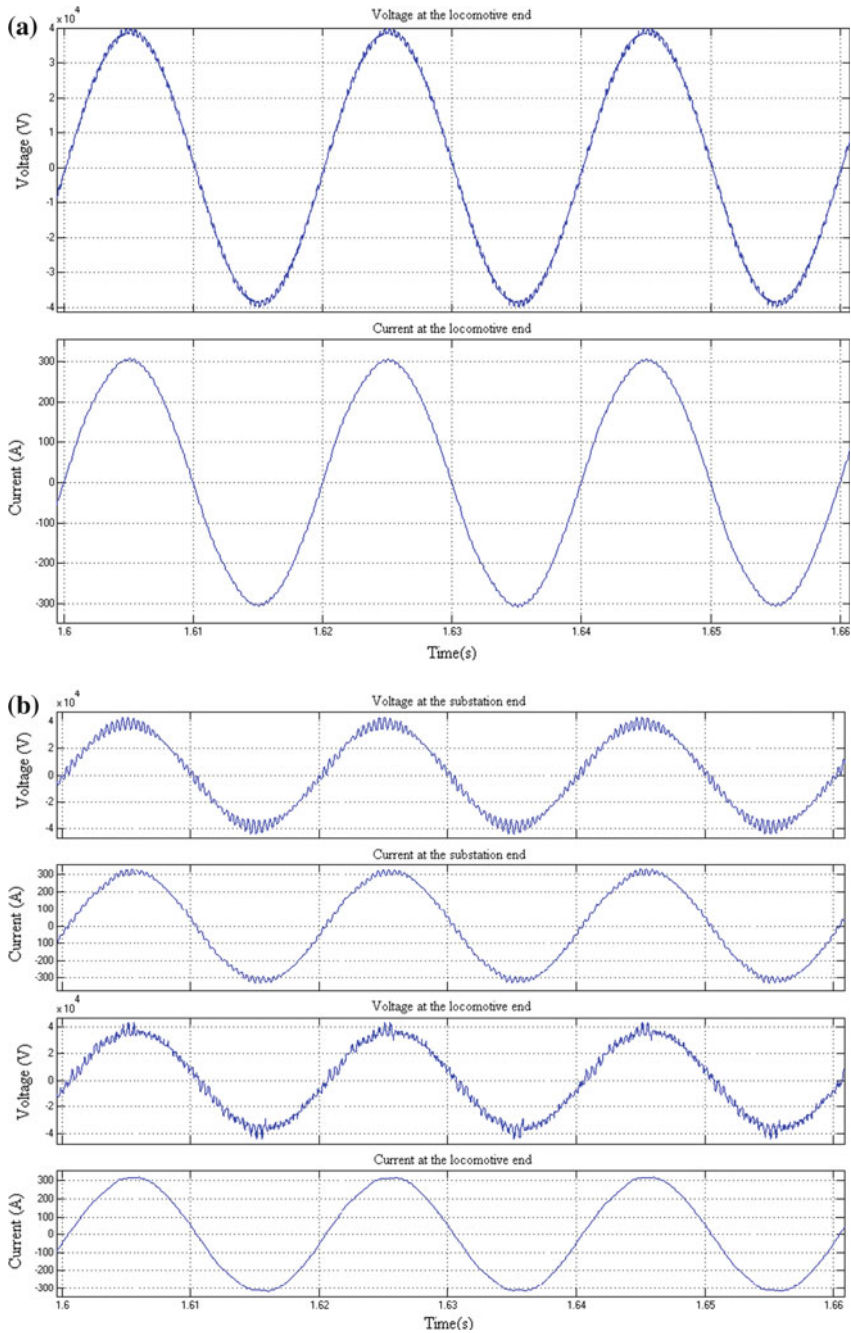 (a)
Voltage at the locomotive end
× 10⁴
4
3
2
1
0
-1
-2
-3
-4
Voltage (V)
Current at the locomotive end
300
200
100
0
-100
-200
-300
Current (A)
1.6 1.61 1.62 1.63 1.64 1.65 1.66
Time(s)
(b)
Voltage at the substation end
× 10⁴
4
2
0
-2
-4
Voltage (V)
Current at the substation end
300
200
100
0
100
200
300
Current (A)
Voltage at the locomotive end
× 10⁴
4
2
0
-2
-4
Voltage (V)
Current at the locomotive end
300
200
100
0
-100
-200
-300
Current (A)
1.6 1.61 1.62 1.63 1.64 1.65 1.66
Time(s)